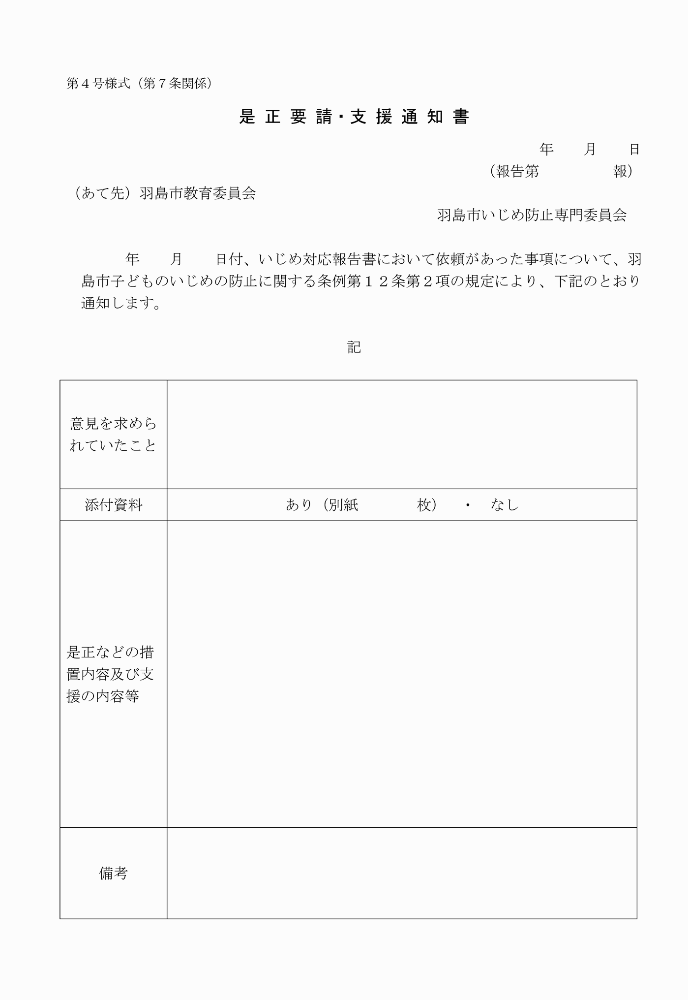 第４号様式（第７条関係）
是正要請・支援通知書
年　　月　　日
（報告第　　　　　報）
（あて先）羽島市教育委員会
羽島市いじめ防止専門委員会
年　　月　　日付、いじめ対応報告書において依頼があった事項について、羽
島市子どものいじめの防止に関する条例第１２条第２項の規定により、下記のとおり
通知します。
記
意見を求めら
れていたこと
添付資料
あり（別紙　　　　枚）　・　なし
是正などの措
置内容及び支
援の内容等
備考